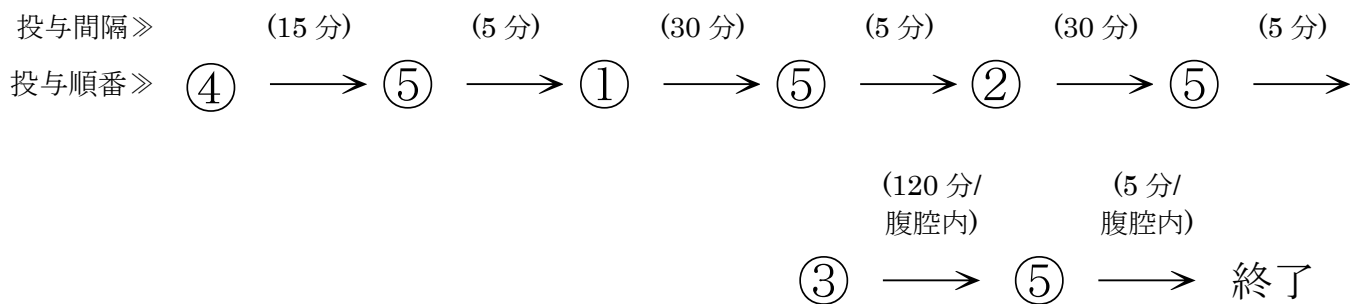 投与間隔≫ (15 分) (5 分) (30 分) (5 分) (30 分) (5 分)
投与順番≫ ④ → ⑤ → ① → ⑤ → ② → ⑤ →
(120 分/ (5 分/
腹腔内) 腹腔内)
③ → ⑤ → 終了